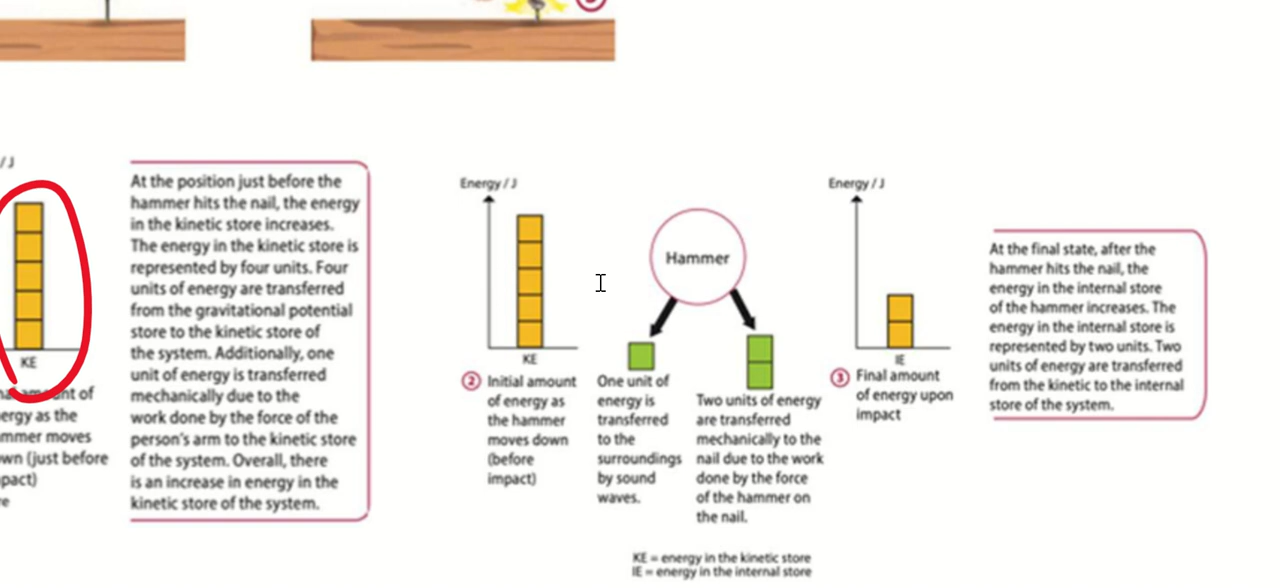 / J
KE
amount of
ergy as the
mmer moves
wn (just before
pact)
At the position just before the
hammer hits the nail, the energy
in the kinetic store increases.
The energy in the kinetic store is
represented by four units. Four
units of energy are transferred
from the gravitational potential
store to the kinetic store of
the system. Additionally, one
unit of energy is transferred
mechanically due to the
work done by the force of the
person's arm to the kinetic store
of the system. Overall, there
is an increase in energy in the
kinetic store of the system.
Energy / J
KE
② Initial amount
of energy as
the hammer
moves down
(before
impact)
Hammer
One unit of
energy is
transferred
to the
surroundings
by sound
waves.
Two units of energy
are transferred
mechanically to the
nail due to the work
done by the force
of the hammer on
the nail.
Energy / J
IE
③ Final amount
of energy upon
impact
At the final state, after the
hammer hits the nail, the
energy in the internal store
of the hammer increases. The
energy in the internal store is
represented by two units. Two
units of energy are transferred
from the kinetic to the internal
store of the system.
KE = energy in the kinetic store
IE = energy in the internal store